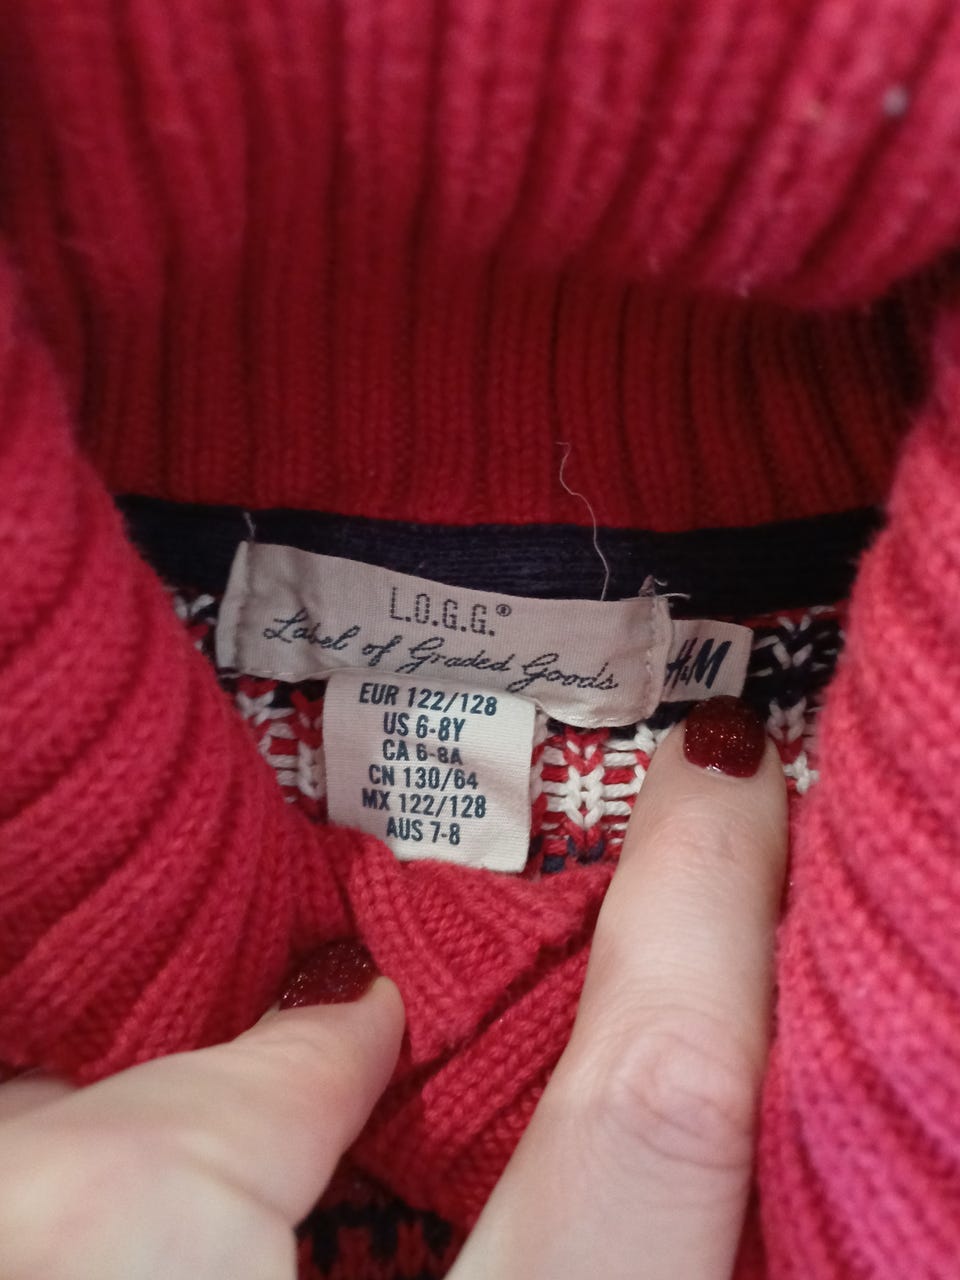 L.O.G.G.®
Label of Graded Goods
H&M
EUR 122/128
US 6-8Y
CA 6-8A
CN 130/64
MX 122/128
AUS 7-8